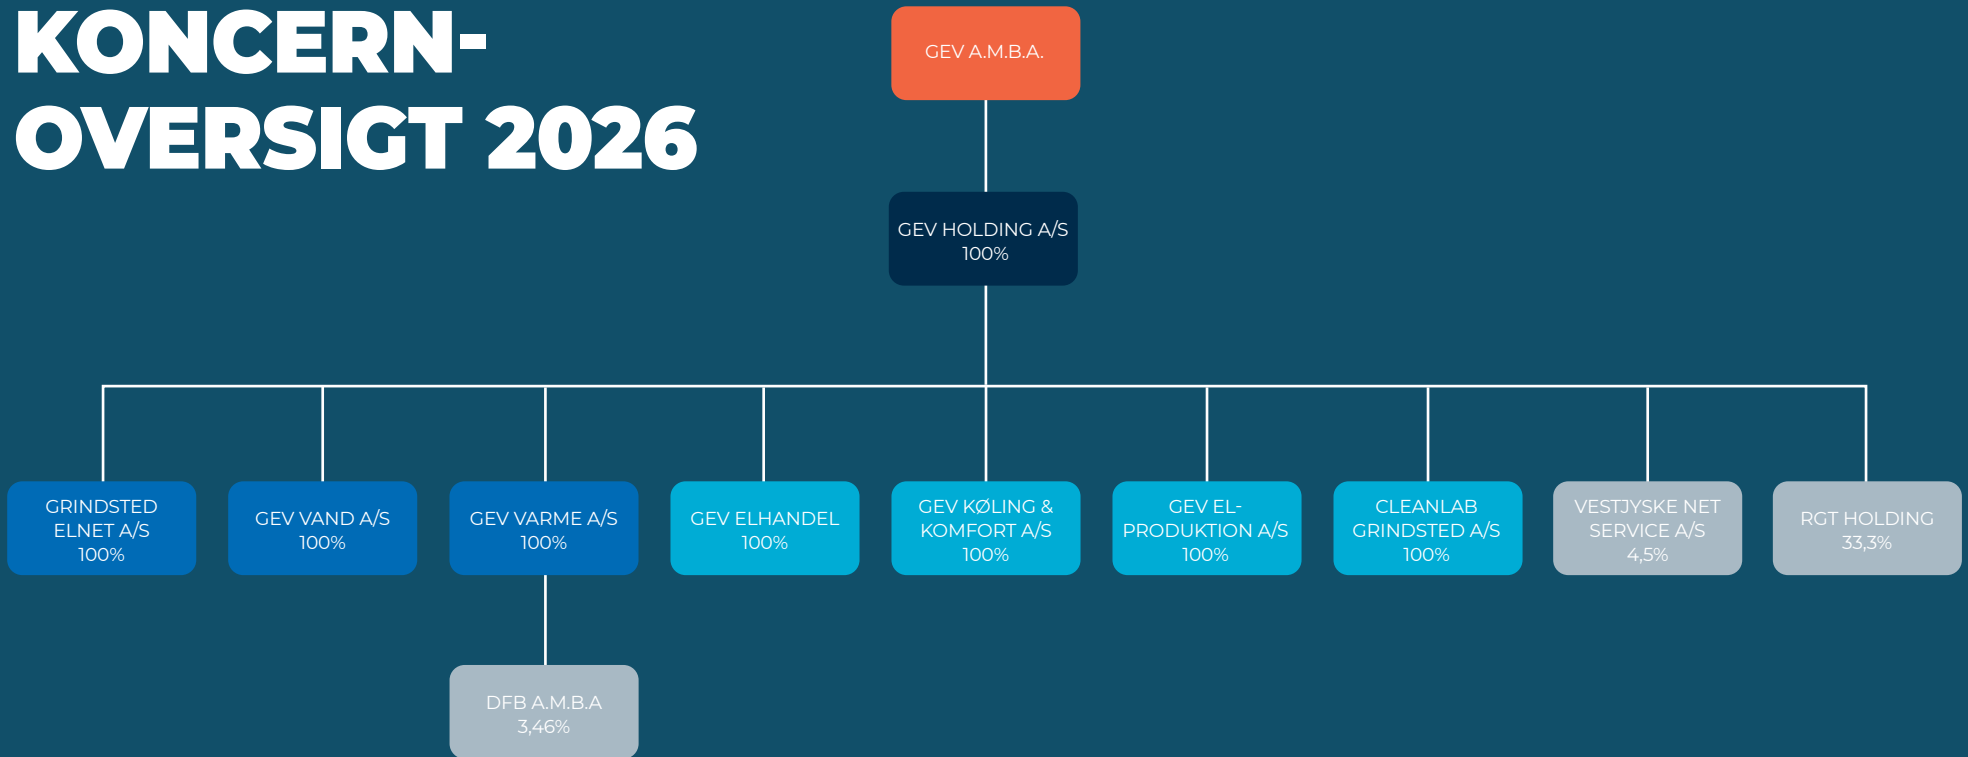 KONCERN-
OVERSIGT 2026
GEV A.M.B.A.
GEV HOLDING A/S
100%
GRINDSTED
ELNET A/S
100%
GEV VAND A/S
100%
GEV VARME A/S
100%
GEV ELHANDEL
100%
GEV KØLING &
KOMFORT A/S
100%
GEV EL-
PRODUKTION A/S
100%
CLEANLAB
GRINDSTED A/S
100%
VESTJYSKE NET
SERVICE A/S
4,5%
RGT HOLDING
33,3%
DFB A.M.B.A
3,46%